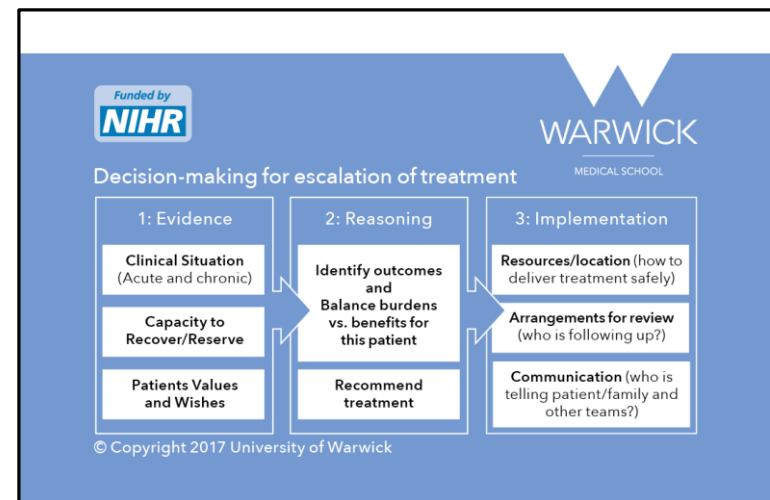 Funded by
NIHR
WARWICK
MEDICAL SCHOOL
Decision-making for escalation of treatment
1: Evidence
Clinical Situation
(Acute and chronic)
Capacity to
Recover/Reserve
Patients Values
and Wishes
2: Reasoning
Identify outcomes
and
Balance burdens
vs. benefits for
this patient
Recommend
treatment
3: Implementation
Resources/location (how to
deliver treatment safely)
Arrangements for review
(who is following up?)
Communication (who is
telling patient/family and
other teams?)
© Copyright 2017 University of Warwick